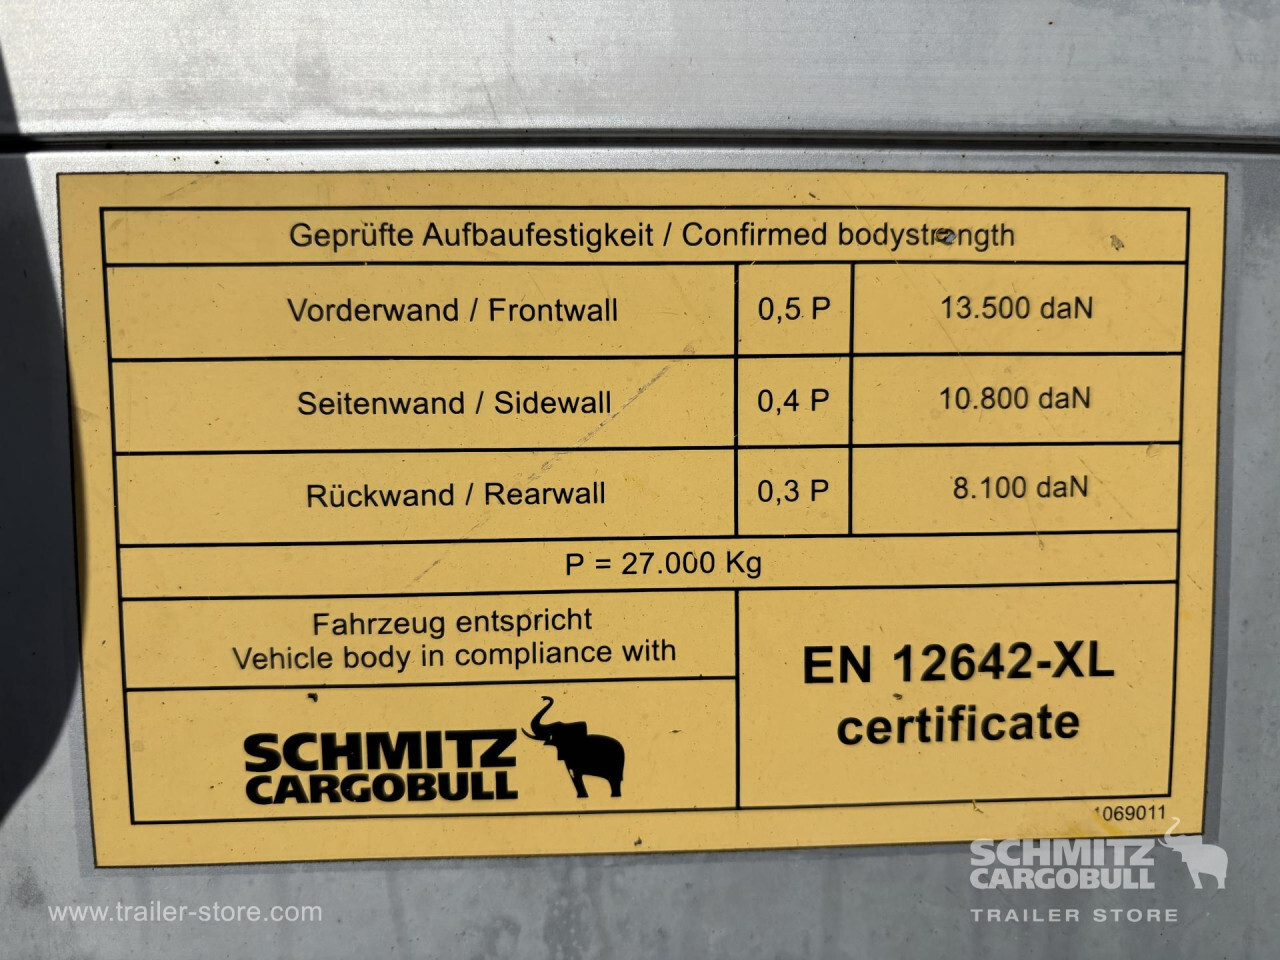 Geprüfte Aufbaufestigkeit / Confirmed bodystrength
Vorderwand / Frontwall 0,5 P 13.500 daN
Seitenwand / Sidewall 0,4 P 10.800 daN
Rückwand / Rearwall 0,3 P 8.100 daN
P = 27.000 Kg
Fahrzeug entspricht
Vehicle body in compliance with
EN 12642-XL
certificate
SCHMITZ
CARGOBULL
1069011
SCHMITZ
CARGOBULL
TRAILER STORE
www.trailer-store.com